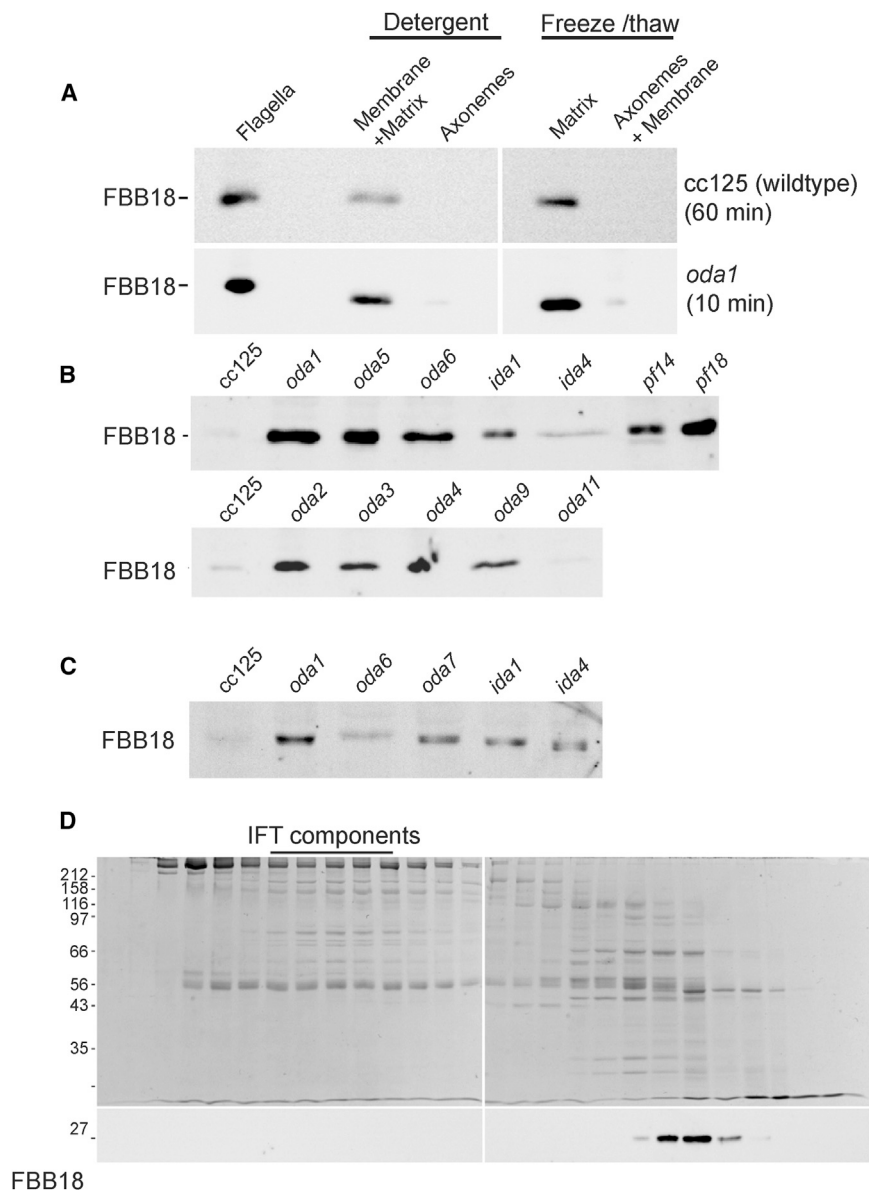 Detergent Freeze /thaw
A
Flagella Membrane +Matrix Axonemes Matrix Axonemes + Membrane
FBB18 - cc125 (wildtype)
(60 min)
FBB18 - oda1
(10 min)
B
cc125 oda1 oda5 oda6 ida1 ida4 pf14 pf18
FBB18 -
cc125 oda2 oda3 oda4 oda9 oda11
FBB18
C
cc125 oda1 oda6 oda7 ida1 ida4
FBB18
D
IFT components
212 -
158 -
116 -
97 -
66 -
56 -
43 -
35 -
-
27 -
FBB18